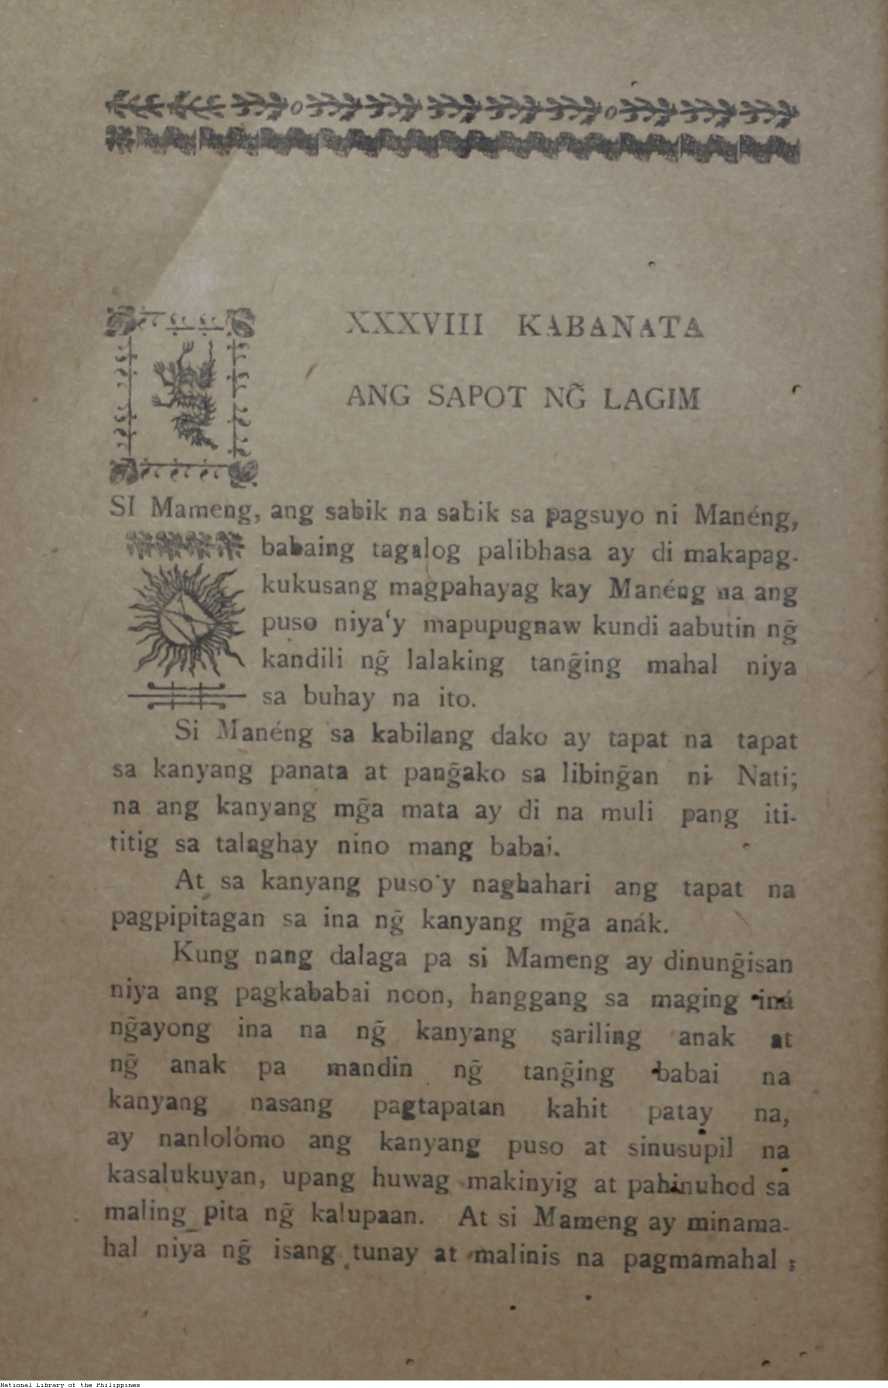 XXXVIII KABANATA
ANG SAPOT NG̃ LAGIM
SI Mameng, ang sabik na sabik sa pagsuyo ni Manéng,
babaing tagalog palibhasa ay di makapag-
kukusang magpahayag kay Manéng na ang
puso niya‘y mapupugnaw kundi aabutin ng̃
kandili ng̃ lalaking tang̃ing mahal niya
sa buhay na ito.
Si Manéng sa kabilang dako ay tapat na tapat
sa kanyang panata at pang̃ako sa libing̃an ni Nati;
na ang kanyang mg̃a mata ay di na muli pang iti-
titig sa talaghay nino mang babai.
At sa kanyang puso'y naghahari ang tapat na
pagpipitagan sa ina ng̃ kanyang mg̃a anák.
Kung nang dalaga pa si Mameng ay dinung̃isan
niya ang pagkababai noon, hanggang sa maging iná
ng̃ayong ina na ng̃ kanyang sariling anak at
ng̃ anak pa mandin ng̃ tang̃ing babai na
kanyang nasang pagtapatan kahit patay na,
ay nanlolómo ang kanyang puso at sinusupil na
kasalukuyan, upang huwag makinyig at pahinuhod sa
maling pita ng̃ kalupaan. At si Mameng ay minama-
hal niya ng̃ isang tunay at malinis na pagmamahal ;
National Library of the Philippines